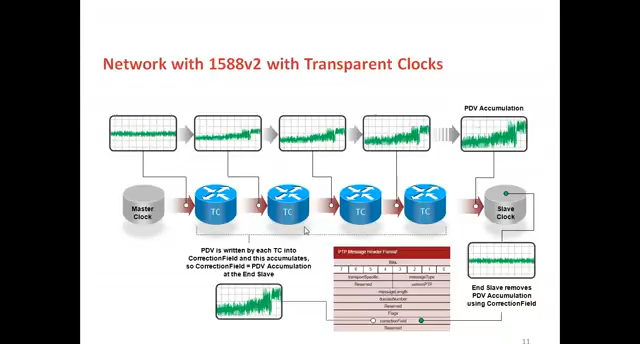 Network with 1588v2 with Transparent Clocks
PDV Accumulation
Master
Clock
TC
TC
TC
TC
Slave
Clock
PDV is written by each TC into
CorrectionField and this accumulates,
so CorrectionField = PDV Accumulation
at the End Slave
PTP Message Header Format
Bits
7 6 5 4 3 2 1 0
transportSpecific
messageType
Reserved
versionPTP
messageLength
domainNumber
Reserved
Flags
correctionField
Reserved
End Slave removes
PDV Accumulation
using CorrectionField
11